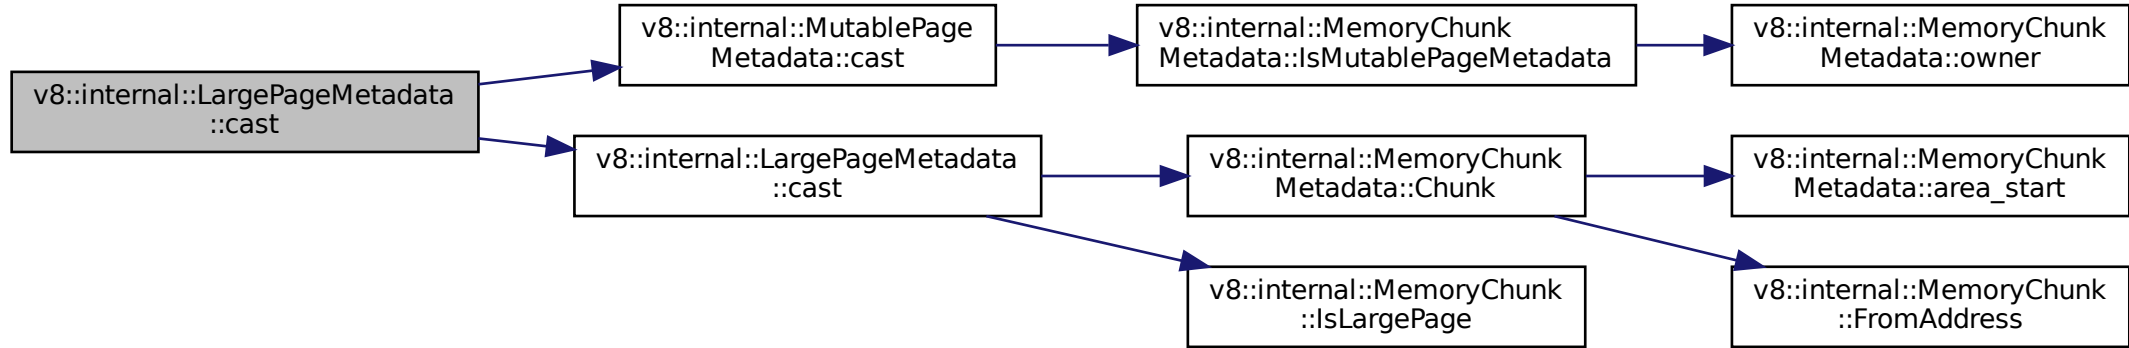 v8::internal::LargePageMetadata
::cast
v8::internal::MutablePage
Metadata::cast
v8::internal::MemoryChunk
Metadata::IsMutablePageMetadata
v8::internal::MemoryChunk
Metadata::owner
v8::internal::LargePageMetadata
::cast
v8::internal::MemoryChunk
Metadata::Chunk
v8::internal::MemoryChunk
Metadata::area_start
v8::internal::MemoryChunk
::IsLargePage
v8::internal::MemoryChunk
::FromAddress